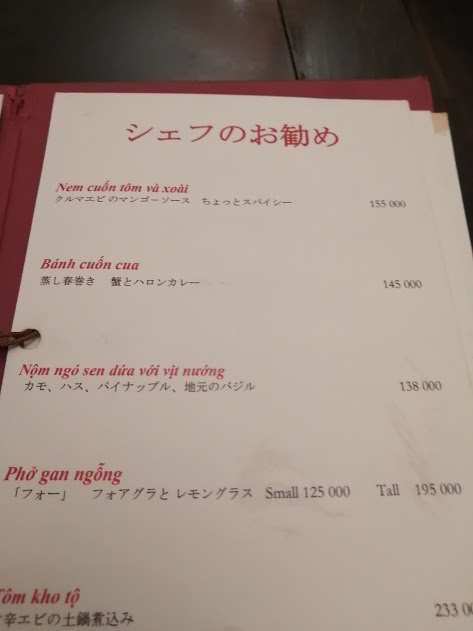 シェフのお勧め
Nem cuốn tôm và xoài
クルマエビのマンゴーソース ちょっとスパイシー 155 000
Bánh cuốn cua
蒸し春巻き 蟹とハロンカレー 145 000
Nộm ngó sen dứa với vịt nướng
カモ、ハス、パイナップル、地元のバジル 138 000
Phở gan ngỗng
「フォー」 フォアグラと レモングラス Small 125 000 Tall 195 000
Tôm kho tộ
辛エビの土鍋煮込み 233 00